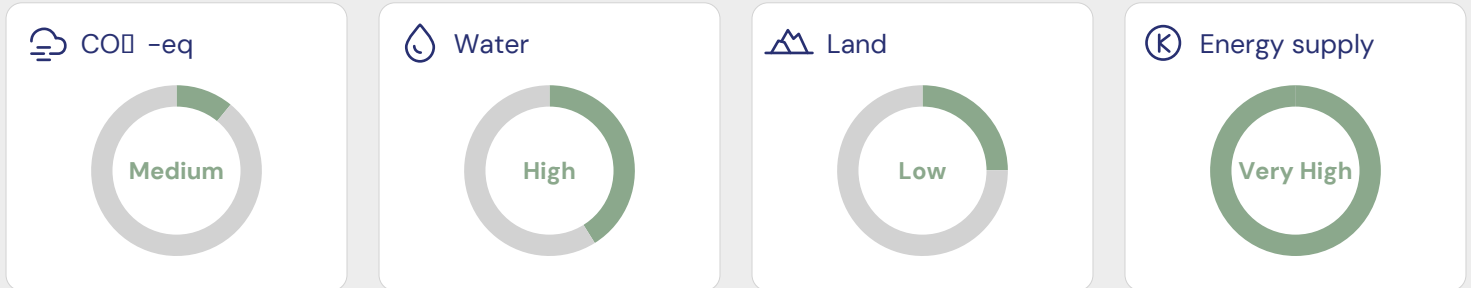 CO▯ -eq
Water
Land
Energy supply
Medium
High
Low
Very High